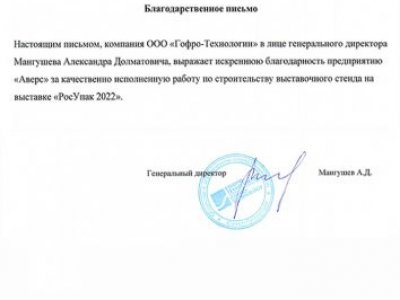 Благодарственное письмо
Настоящим письмом, компания ООО «Гофро-Технологии» в лице генерального директора
Мангушева Александра Долматовича, выражает искреннюю благодарность предприятию
«Аверс» за качественно исполненную работу по строительству выставочного стенда на
выставке «РосУпак 2022».
Генеральный директор
Мангушев А.Д.